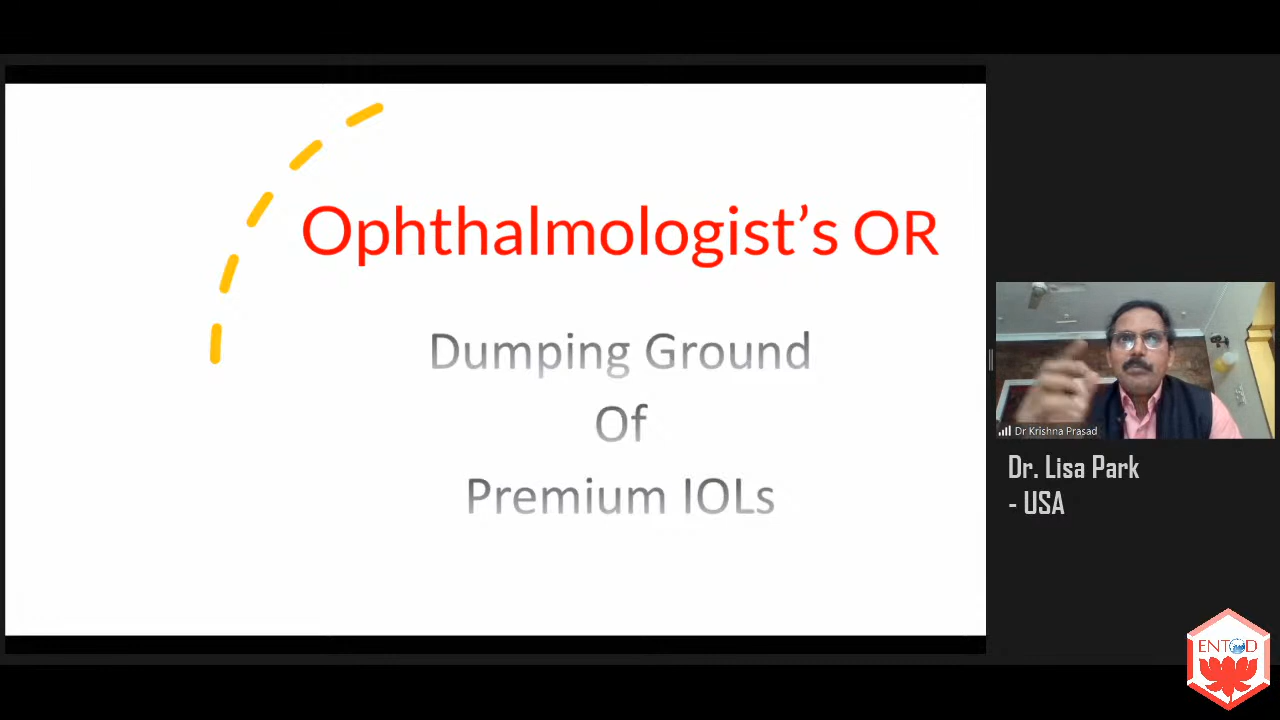 Ophthalmologist’s OR
Dumping Ground
Of
Premium IOLs
Dr Krishna Prasad
Dr. Lisa Park
- USA
ENTOD